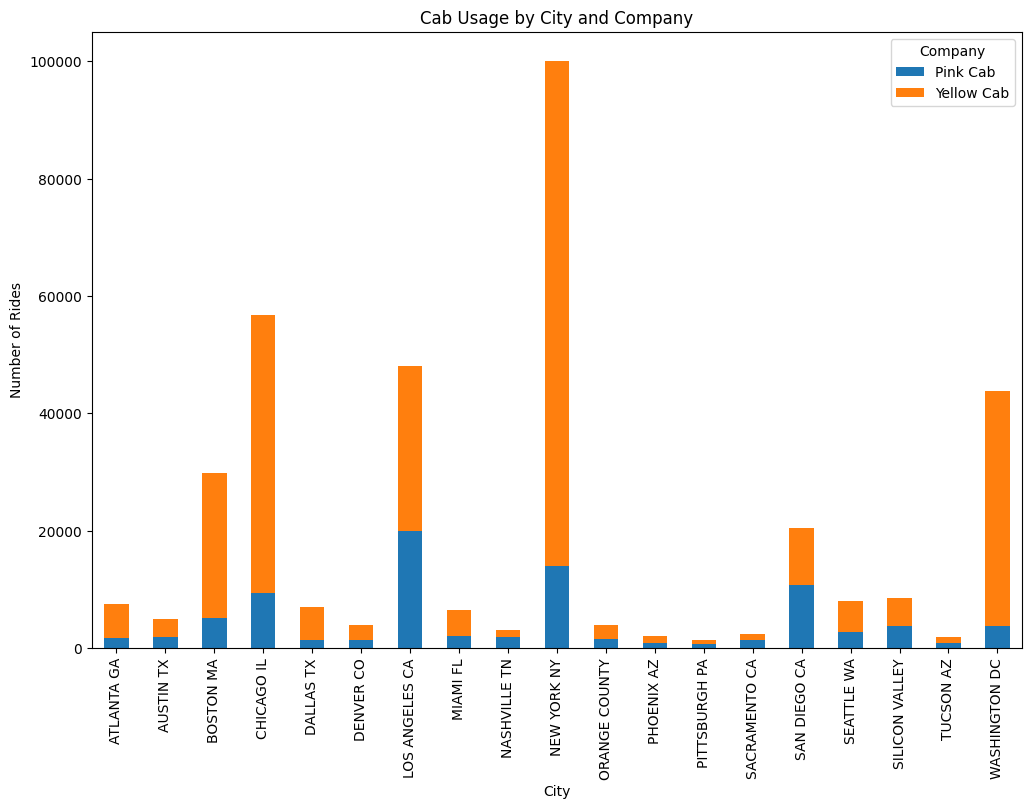 Cab Usage by City and Company
Company
Pink Cab
Yellow Cab
Number of Rides
100000
80000
60000
40000
20000
0
ATLANTA GA
AUSTIN TX
BOSTON MA
CHICAGO IL
DALLAS TX
DENVER CO
LOS ANGELES CA
MIAMI FL
NASHVILLE TN
NEW YORK NY
ORANGE COUNTY
PHOENIX AZ
PITTSBURGH PA
SACRAMENTO CA
SAN DIEGO CA
SEATTLE WA
SILICON VALLEY
TUCSON AZ
WASHINGTON DC
City